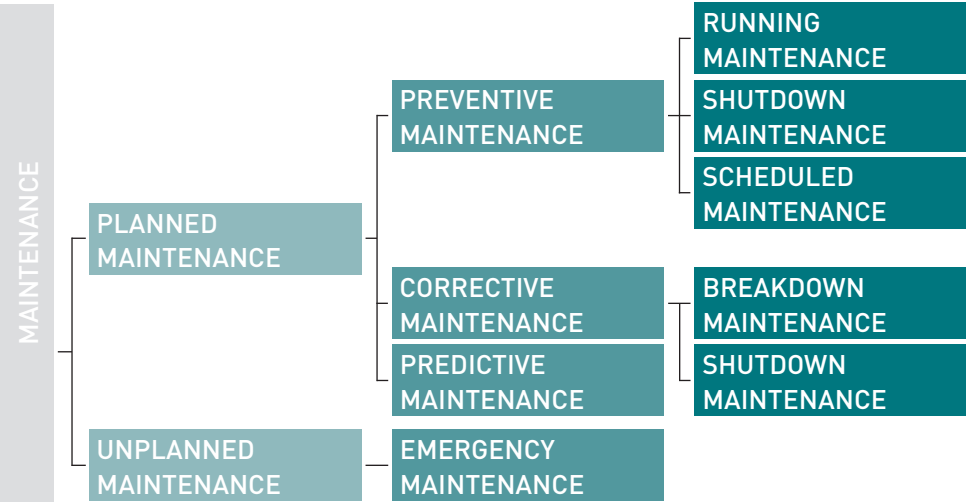 MAINTENANCE
PLANNED
MAINTENANCE
UNPLANNED
MAINTENANCE
PREVENTIVE
MAINTENANCE
CORRECTIVE
MAINTENANCE
PREDICTIVE
MAINTENANCE
EMERGENCY
MAINTENANCE
RUNNING
MAINTENANCE
SHUTDOWN
MAINTENANCE
SCHEDULED
MAINTENANCE
BREAKDOWN
MAINTENANCE
SHUTDOWN
MAINTENANCE